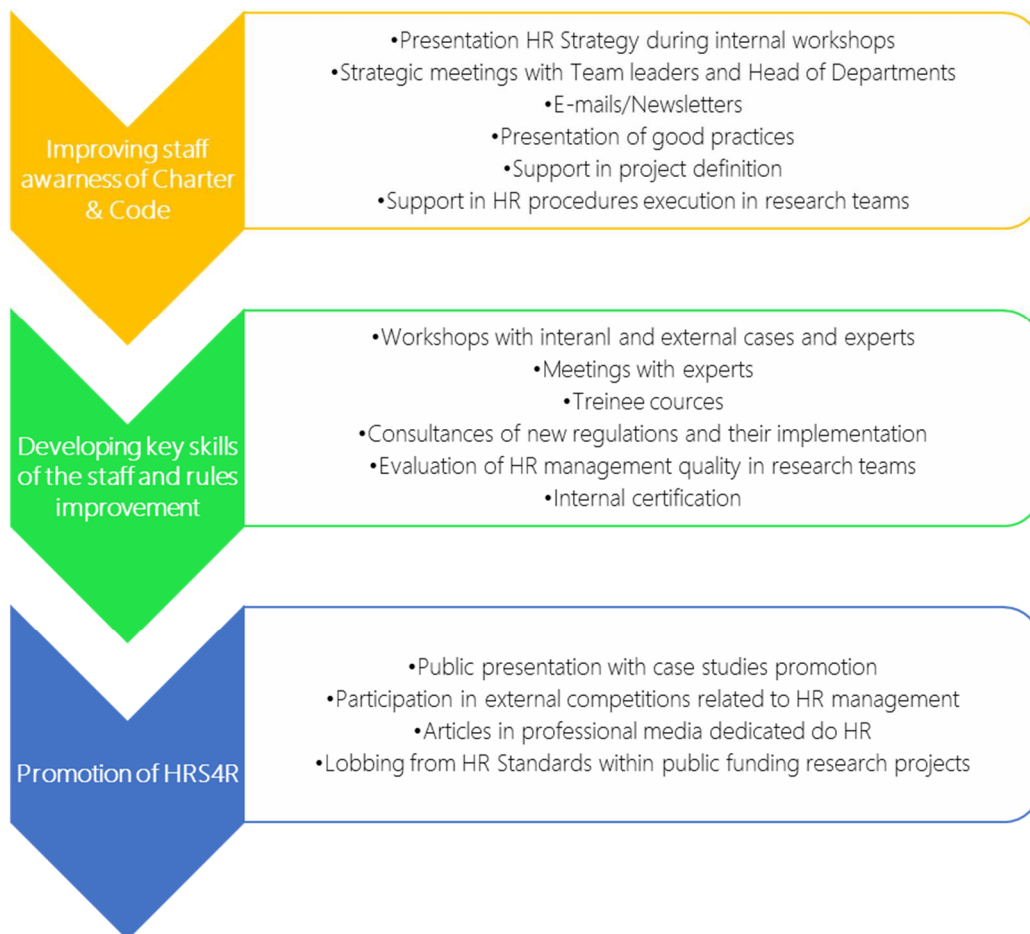 Improving staff
awarness of Charter
& Code
•Presentation HR Strategy during internal workshops
•Strategic meetings with Team leaders and Head of Departments
•E-mails/Newsletters
•Presentation of good practices
•Support in project definition
•Support in HR procedures execution in research teams
Developing key skills
of the staff and rules
improvement
•Workshops with interanl and external cases and experts
•Meetings with experts
•Treinee cources
•Consultances of new regulations and their implementation
•Evaluation of HR management quality in research teams
•Internal certification
Promotion of HRS4R
•Public presentation with case studies promotion
•Participation in external competitions related to HR management
•Articles in professional media dedicated do HR
•Lobbing from HR Standards within public funding research projects